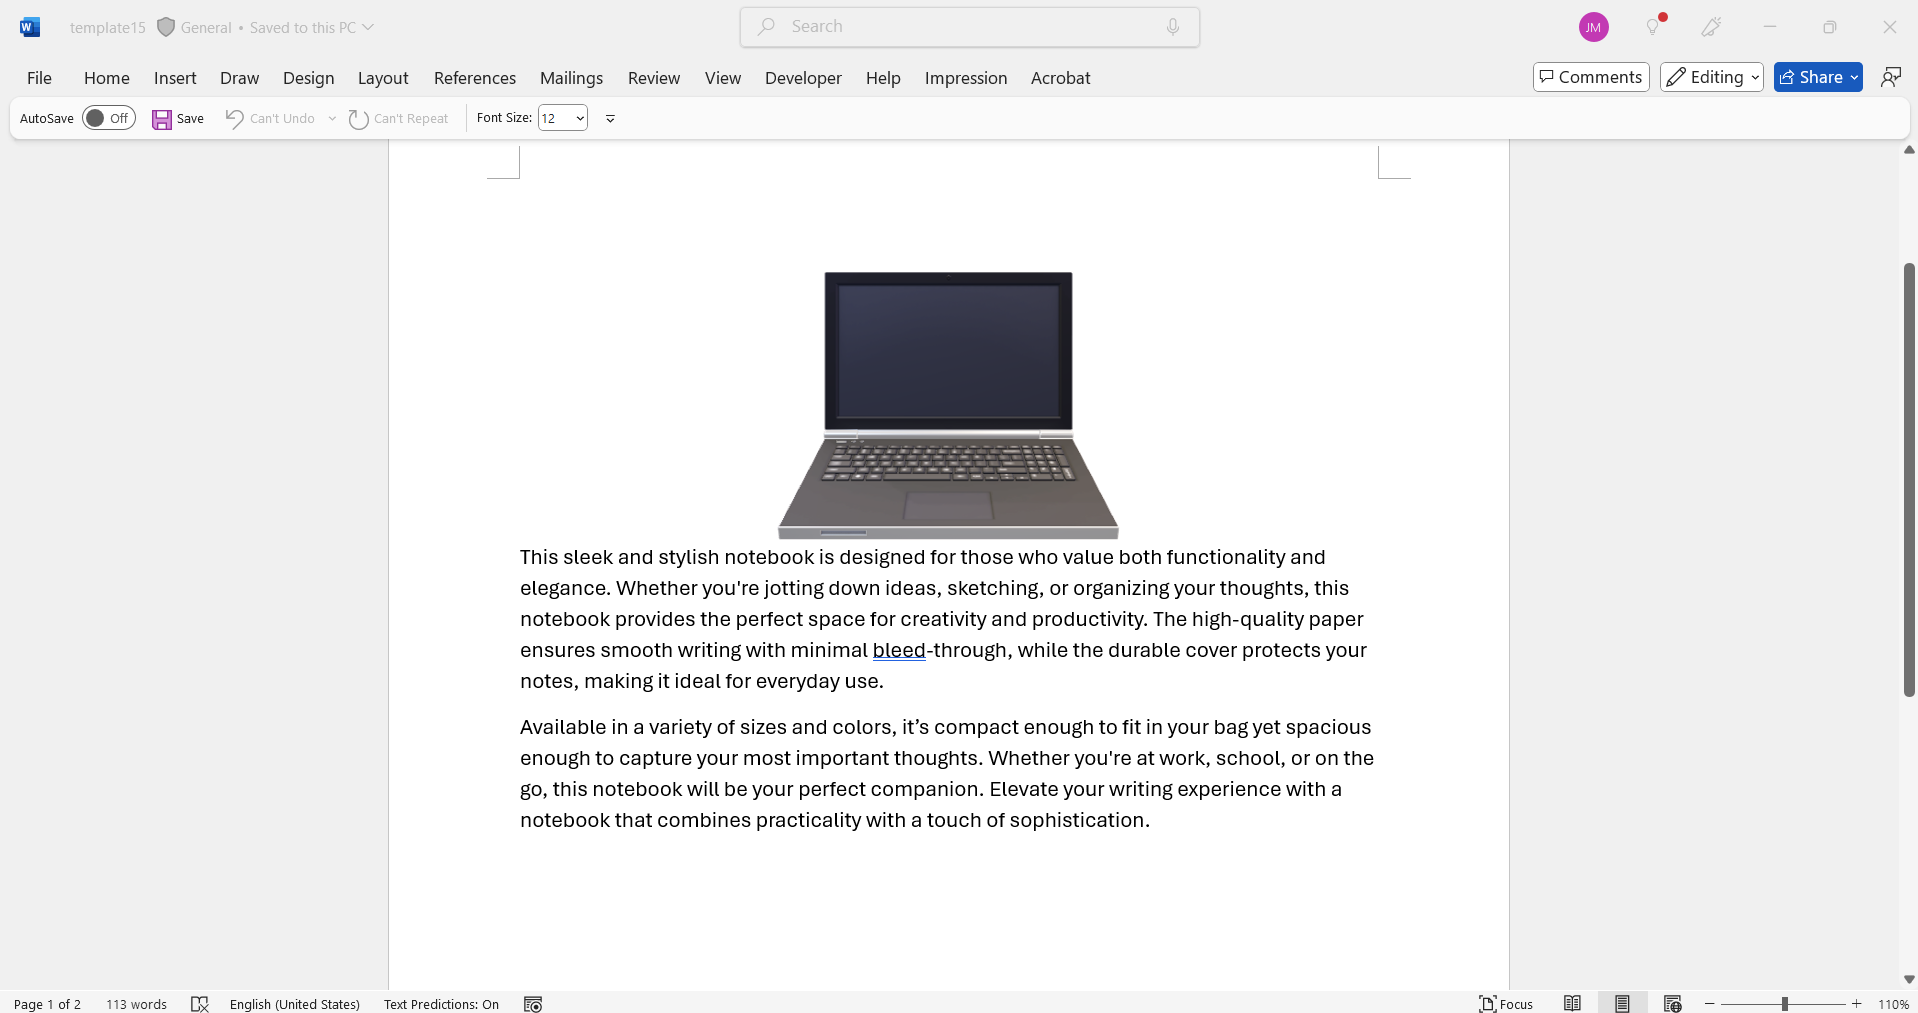 template15 General • Saved to this PC
Search
JM
File Home Insert Draw Design Layout References Mailings Review View Developer Help Impression Acrobat
Comments Editing Share
AutoSave Off Save Can't Undo Can't Repeat Font Size: 12
This sleek and stylish notebook is designed for those who value both functionality and
elegance. Whether you're jotting down ideas, sketching, or organizing your thoughts, this
notebook provides the perfect space for creativity and productivity. The high-quality paper
ensures smooth writing with minimal bleed-through, while the durable cover protects your
notes, making it ideal for everyday use.
Available in a variety of sizes and colors, it’s compact enough to fit in your bag yet spacious
enough to capture your most important thoughts. Whether you're at work, school, or on the
go, this notebook will be your perfect companion. Elevate your writing experience with a
notebook that combines practicality with a touch of sophistication.
Page 1 of 2 113 words English (United States) Text Predictions: On Focus 110%